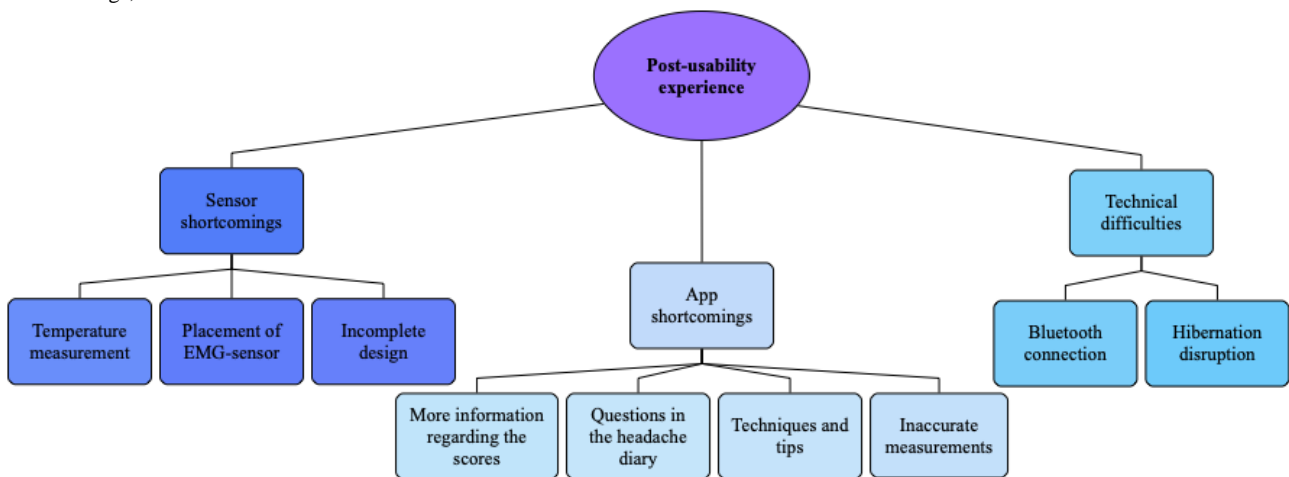 Post-usability
experience
Sensor
shortcomings
Technical
difficulties
App
shortcomings
Temperature
measurement
Placement of
EMG-sensor
Incomplete
design
Bluetooth
connection
Hibernation
disruption
More information
regarding the
scores
Questions in
the headache
diary
Techniques and
tips
Inaccurate
measurements